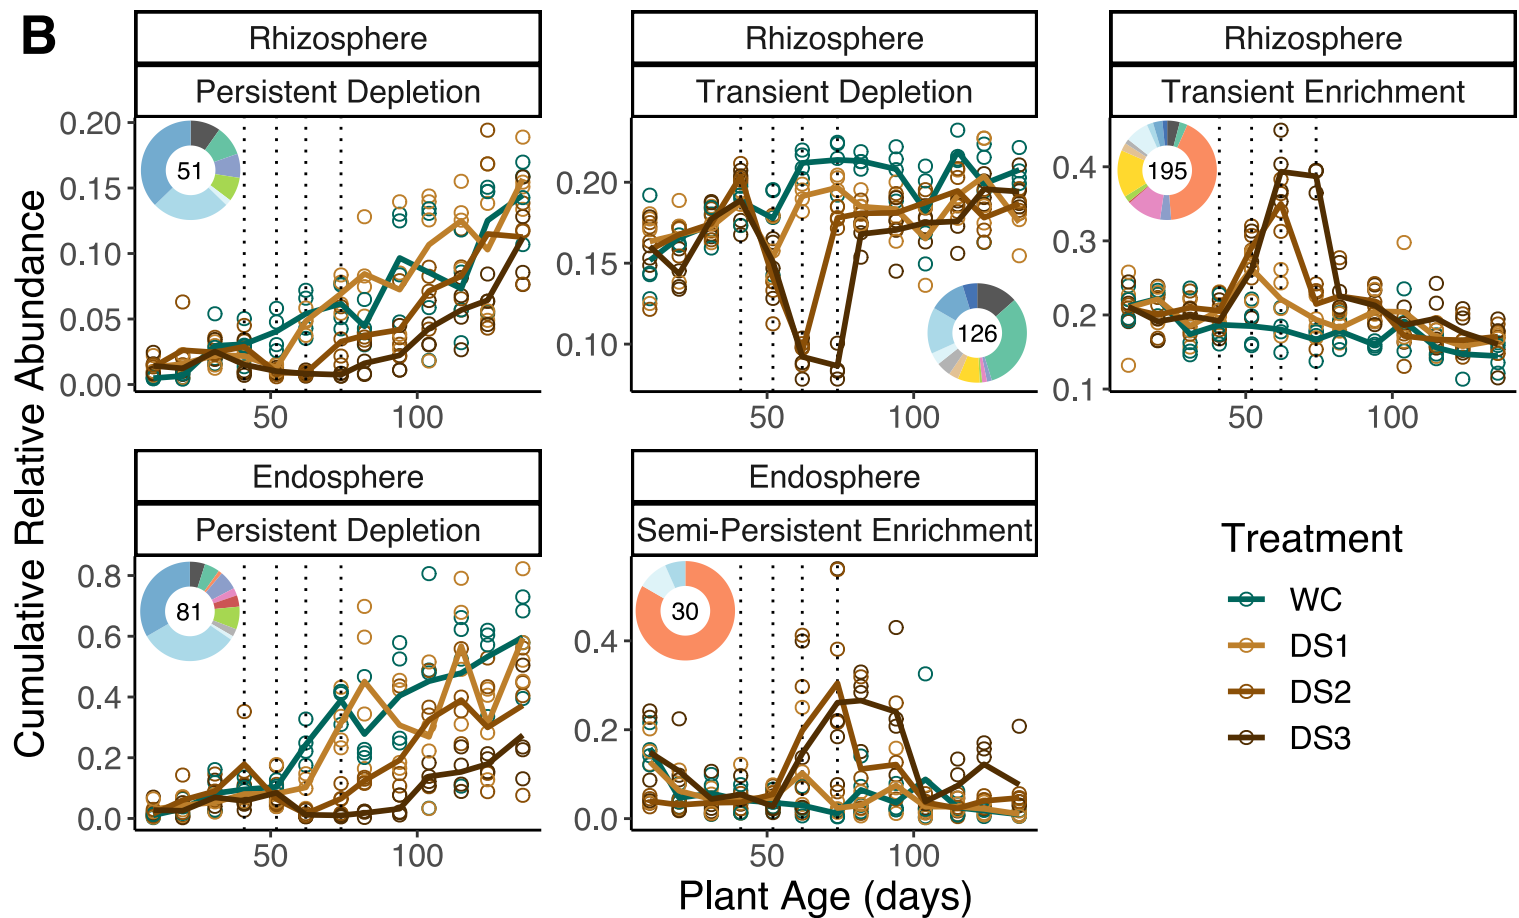 B
Rhizosphere
Persistent Depletion
0.20
0.15
0.10
0.05
0.00
51
50
100
Rhizosphere
Transient Depletion
0.20
0.15
0.10
126
50
100
Rhizosphere
Transient Enrichment
0.4
0.3
0.2
0.1
195
50
100
Cumulative Relative Abundance
Endosphere
Persistent Depletion
0.8
0.6
0.4
0.2
0.0
81
50
100
Endosphere
Semi-Persistent Enrichment
0.4
0.2
0.0
30
50
100
Plant Age (days)
Treatment
WC
DS1
DS2
DS3